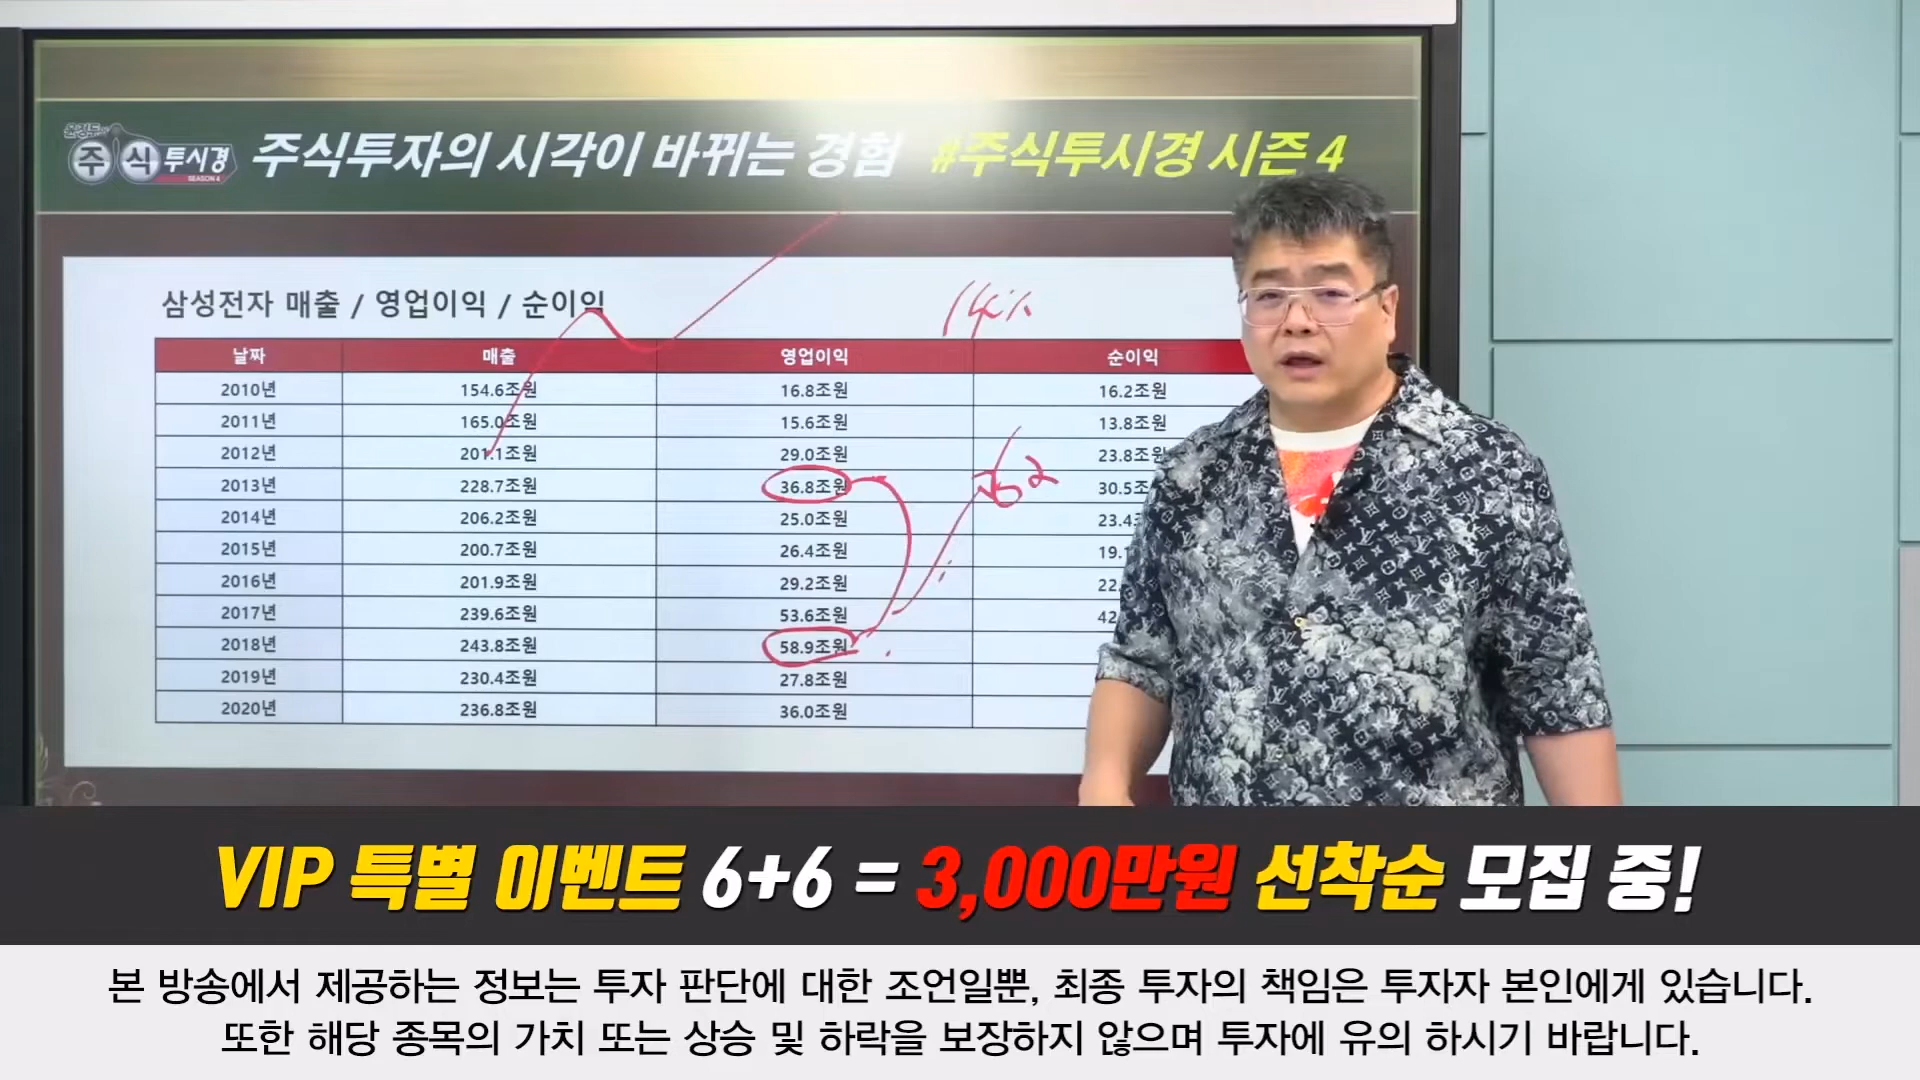 윤정두의
주식투시경
SEASON 4
주식투자의 시각이 바뀌는 경험 #주식투시경 시즌 4
삼성전자 매출 / 영업이익 / 순이익
14%
날짜 매출 영업이익 순이익
2010년 154.6조원 16.8조원 16.2조원
2011년 165.0조원 15.6조원 13.8조원
2012년 201.1조원 29.0조원 23.8조원
2013년 228.7조원 36.8조원 30.5조
2014년 206.2조원 25.0조원 23.4
2015년 200.7조원 26.4조원 19.
2016년 201.9조원 29.2조원 22.
2017년 239.6조원 53.6조원 42
2018년 243.8조원 58.9조원
2019년 230.4조원 27.8조원
2020년 236.8조원 36.0조원
VIP 특별 이벤트 6+6 = 3,000만원 선착순 모집 중!
본 방송에서 제공하는 정보는 투자 판단에 대한 조언일뿐, 최종 투자의 책임은 투자자 본인에게 있습니다.
또한 해당 종목의 가치 또는 상승 및 하락을 보장하지 않으며 투자에 유의 하시기 바랍니다.